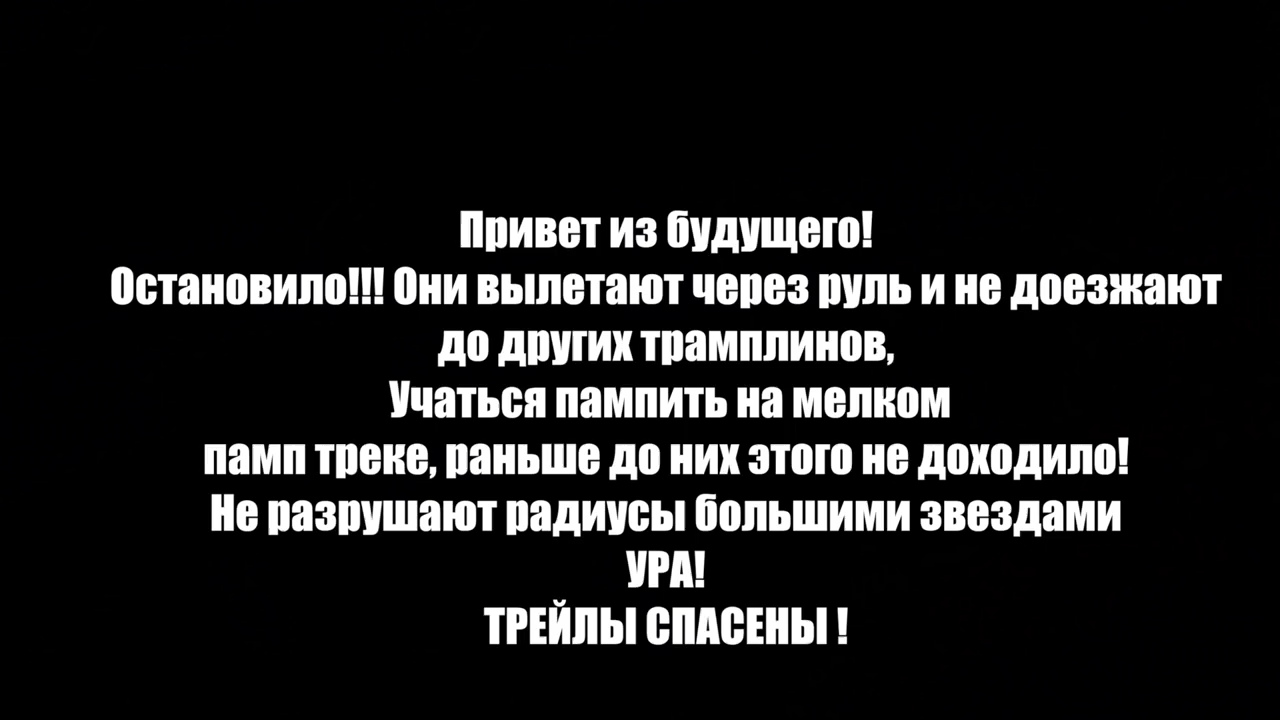 Привет из будущего!
Остановило!!! Они вылетают через руль и не доезжают
до других трамплинов,
Учаться пампить на мелком
памп треке, раньше до них этого не доходило!
Не разрушают радиусы большими звездами
УРА!
ТРЕЙЛЫ СПАСЕНЫ !